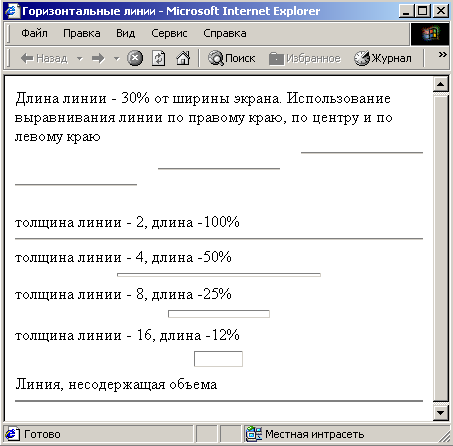 Горизонтальные линии - Microsoft Internet Explorer
Файл Правка Вид Сервис Справка
Назад Поиск Избранное Журнал »
Длина линии - 30% от ширины экрана. Использование
выравнивания линии по правому краю, по центру и по
левому краю
толщина линии - 2, длина -100%
толщина линии - 4, длина -50%
толщина линии - 8, длина -25%
толщина линии - 16, длина -12%
Линия, несодержащая объема
Готово Местная интрасеть